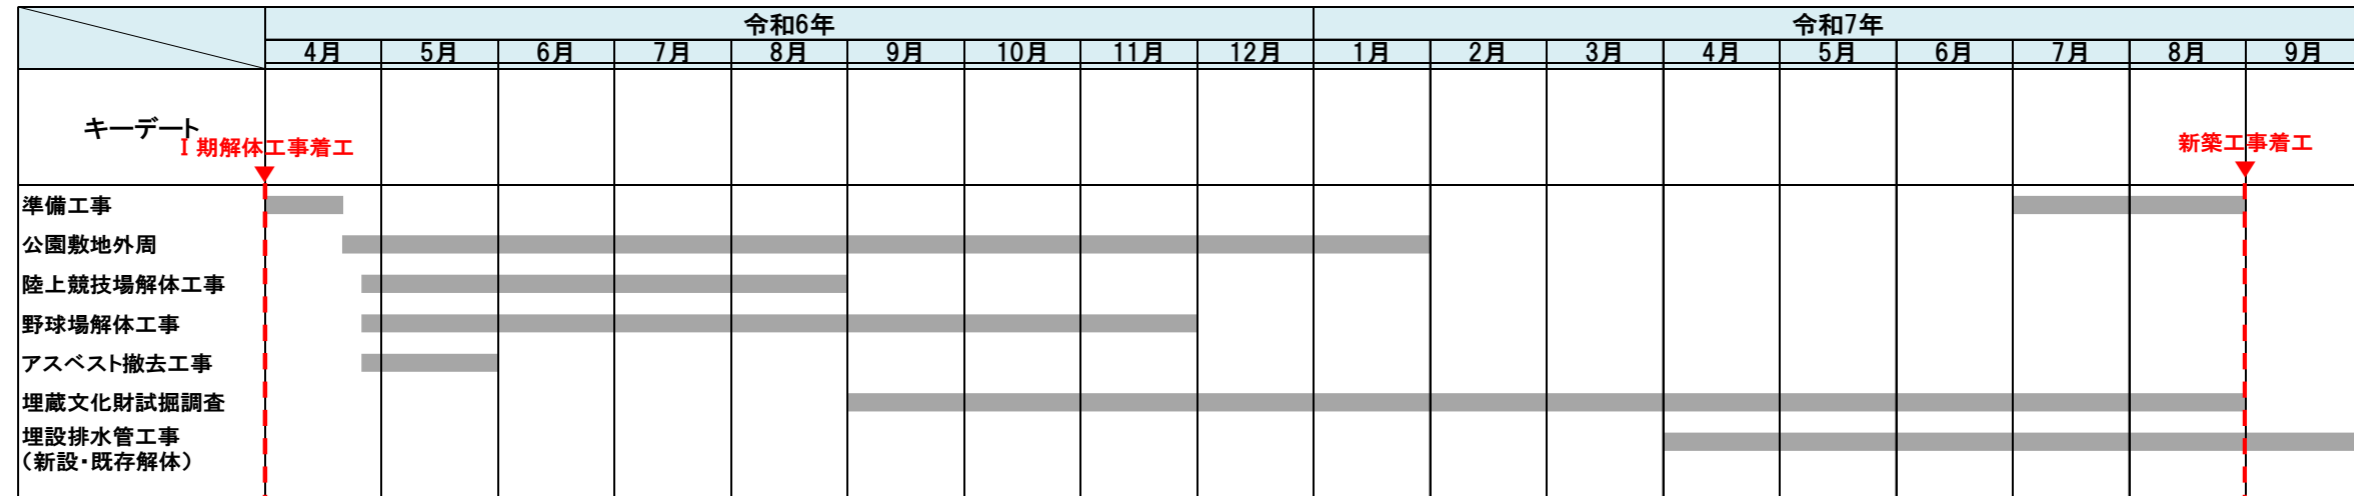 令和6年 令和7年
4月 5月 6月 7月 8月 9月 10月 11月 12月 1月 2月 3月 4月 5月 6月 7月 8月 9月
キーデート
Ⅰ期解体工事着工
新築工事着工
準備工事
公園敷地外周
陸上競技場解体工事
野球場解体工事
アスベスト撤去工事
埋蔵文化財試掘調査
埋設排水管工事
（新設・既存解体）